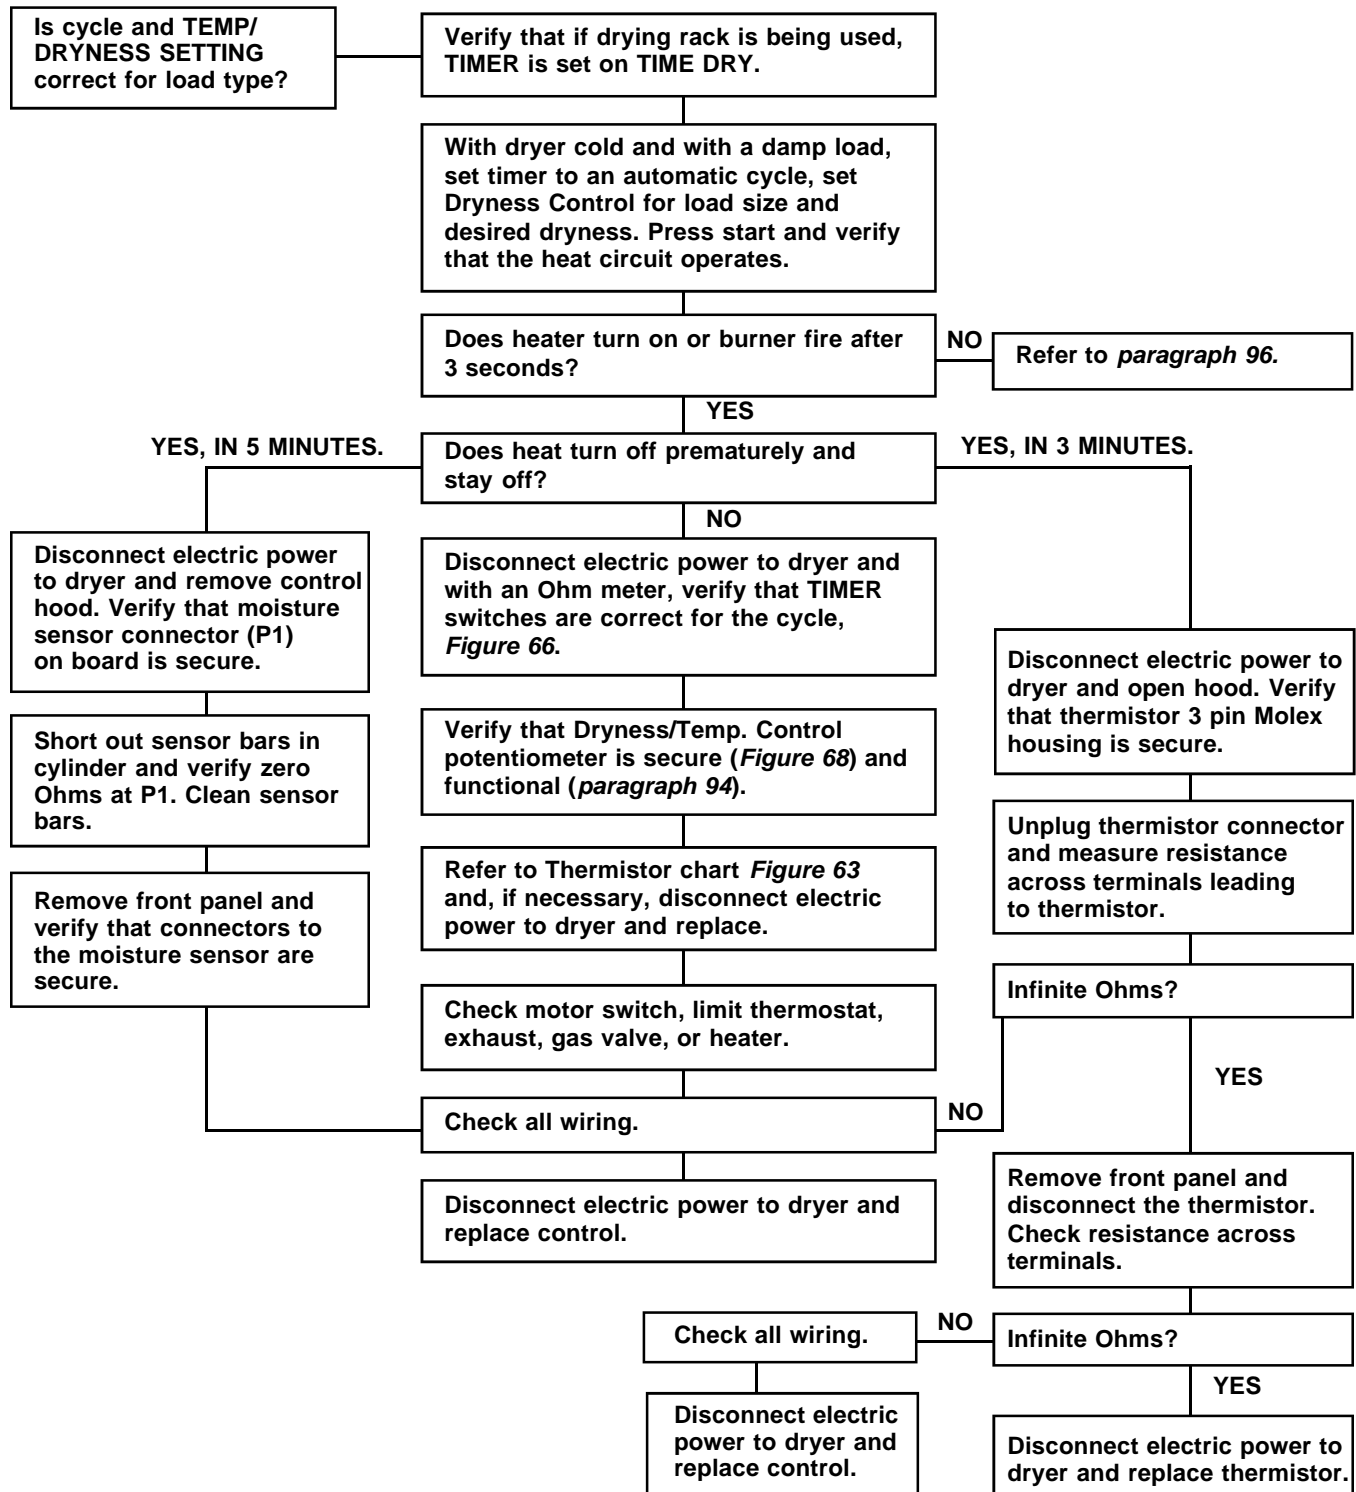 Is cycle and TEMP/
DRYNESS SETTING
correct for load type?
Verify that if drying rack is being used,
TIMER is set on TIME DRY.
With dryer cold and with a damp load,
set timer to an automatic cycle, set
Dryness Control for load size and
desired dryness. Press start and verify
that the heat circuit operates.
Does heater turn on or burner fire after
3 seconds?
NO
Refer to paragraph 96.
YES
Does heat turn off prematurely and
stay off?
YES, IN 5 MINUTES.
YES, IN 3 MINUTES.
NO
Disconnect electric power
to dryer and remove control
hood. Verify that moisture
sensor connector (P1)
on board is secure.
Short out sensor bars in
cylinder and verify zero
Ohms at P1. Clean sensor
bars.
Remove front panel and
verify that connectors to
the moisture sensor are
secure.
Disconnect electric power to dryer and
with an Ohm meter, verify that TIMER
switches are correct for the cycle,
Figure 66.
Verify that Dryness/Temp. Control
potentiometer is secure (Figure 68) and
functional (paragraph 94).
Refer to Thermistor chart Figure 63
and, if necessary, disconnect electric
power to dryer and replace.
Check motor switch, limit thermostat,
exhaust, gas valve, or heater.
Check all wiring.
Disconnect electric power to dryer and
replace control.
Disconnect electric power to
dryer and open hood. Verify
that thermistor 3 pin Molex
housing is secure.
Unplug thermistor connector
and measure resistance
across terminals leading
to thermistor.
Infinite Ohms?
NO
YES
Remove front panel and
disconnect the thermistor.
Check resistance across
terminals.
Infinite Ohms?
NO
Check all wiring.
Disconnect electric
power to dryer and
replace control.
YES
Disconnect electric power to
dryer and replace thermistor.